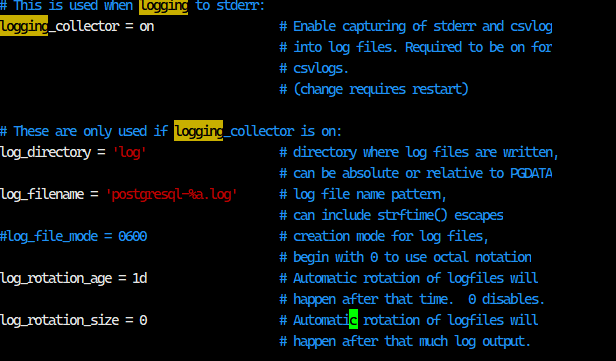 # This is used when logging to stderr:
logging_collector = on # Enable capturing of stderr and csvlog
# into log files. Required to be on for
# csvlogs.
# (change requires restart)
# These are only used if logging_collector is on:
log_directory = 'log' # directory where log files are written,
# can be absolute or relative to PGDATA
log_filename = 'postgresql-%a.log' # log file name pattern,
# can include strftime() escapes
#log_file_mode = 0600 # creation mode for log files,
# begin with 0 to use octal notation
log_rotation_age = 1d # Automatic rotation of logfiles will
# happen after that time.  0 disables.
log_rotation_size = 0 # Automatic rotation of logfiles will
# happen after that much log output.